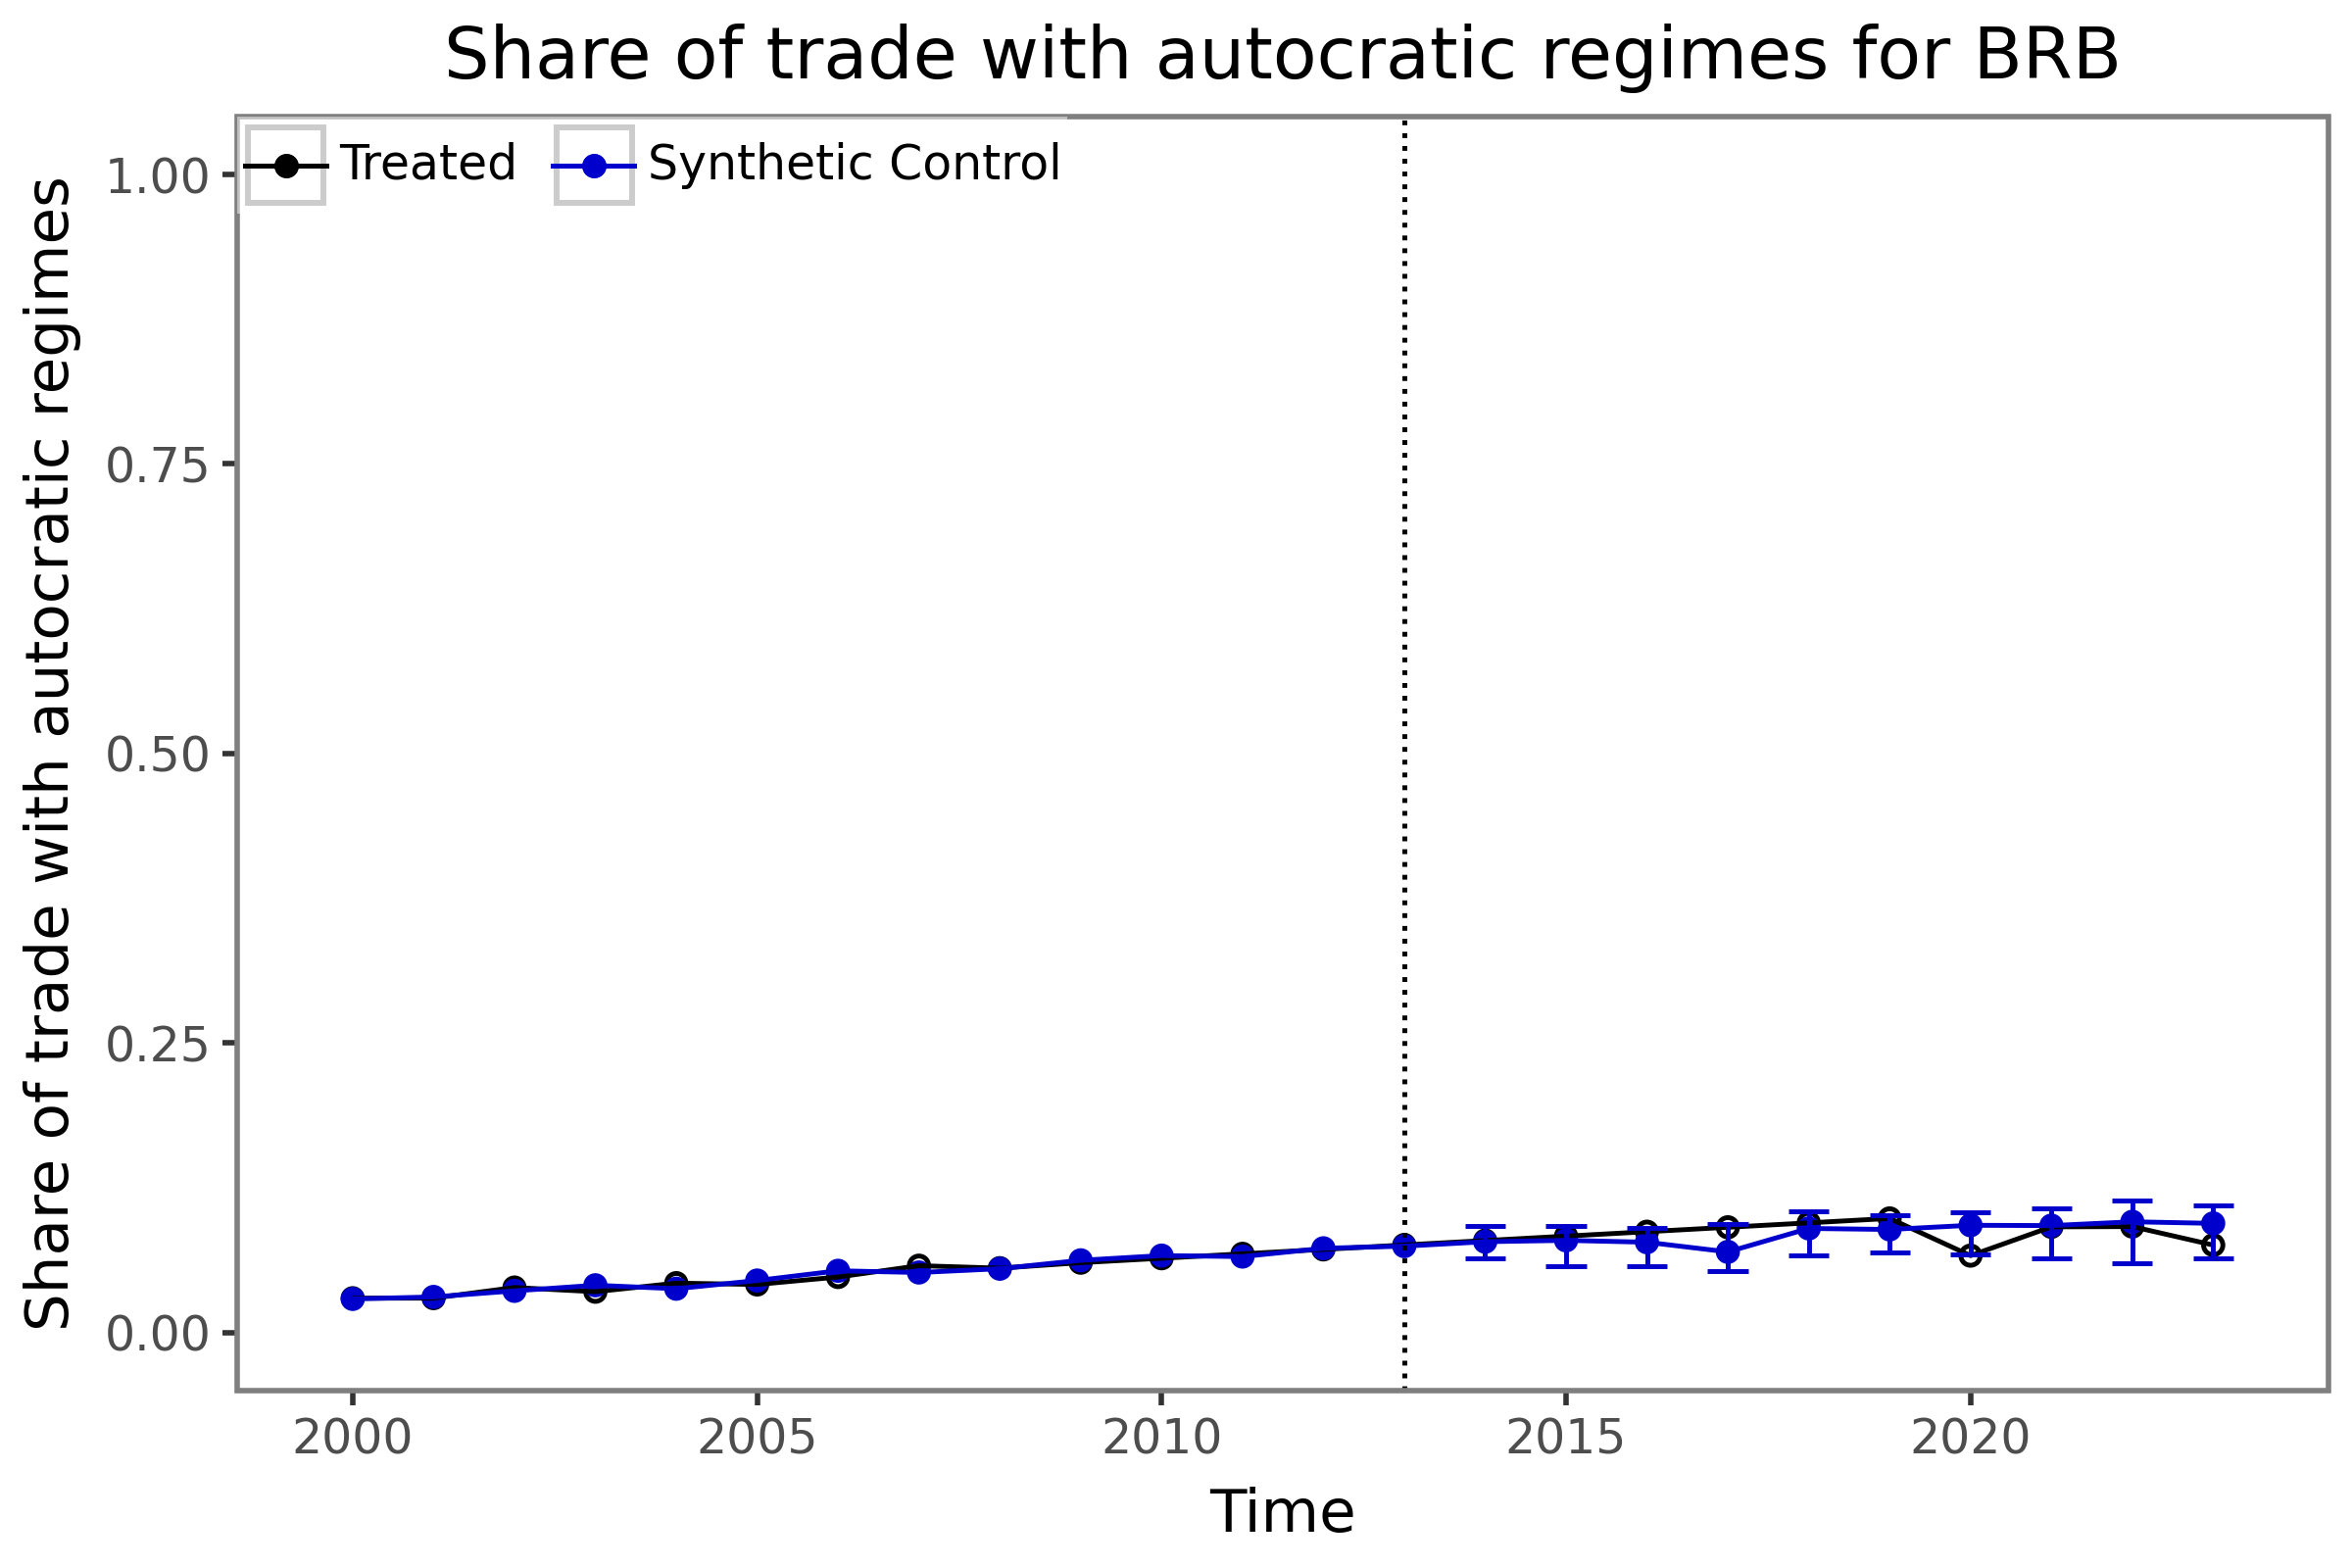 Share of trade with autocratic regimes for BRB
Treated
Synthetic Control
Share of trade with autocratic regimes
1.00
0.75
0.50
0.25
0.00
2000
2005
2010
2015
2020
Time